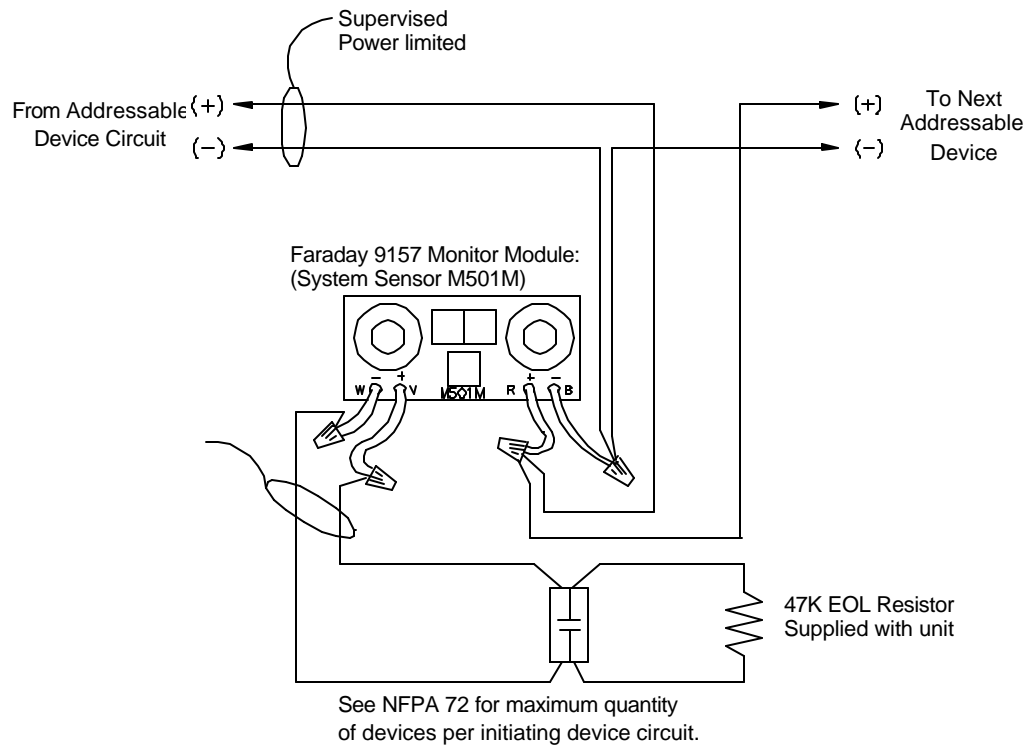 Supervised
Power limited
From Addressable
Device Circuit
(+)
(-)
To Next
Addressable
Device
(+)
(-)
Faraday 9157 Monitor Module:
(System Sensor M501M)
- + + -
W V M501M R B
47K EOL Resistor
Supplied with unit
See NFPA 72 for maximum quantity
of devices per initiating device circuit.